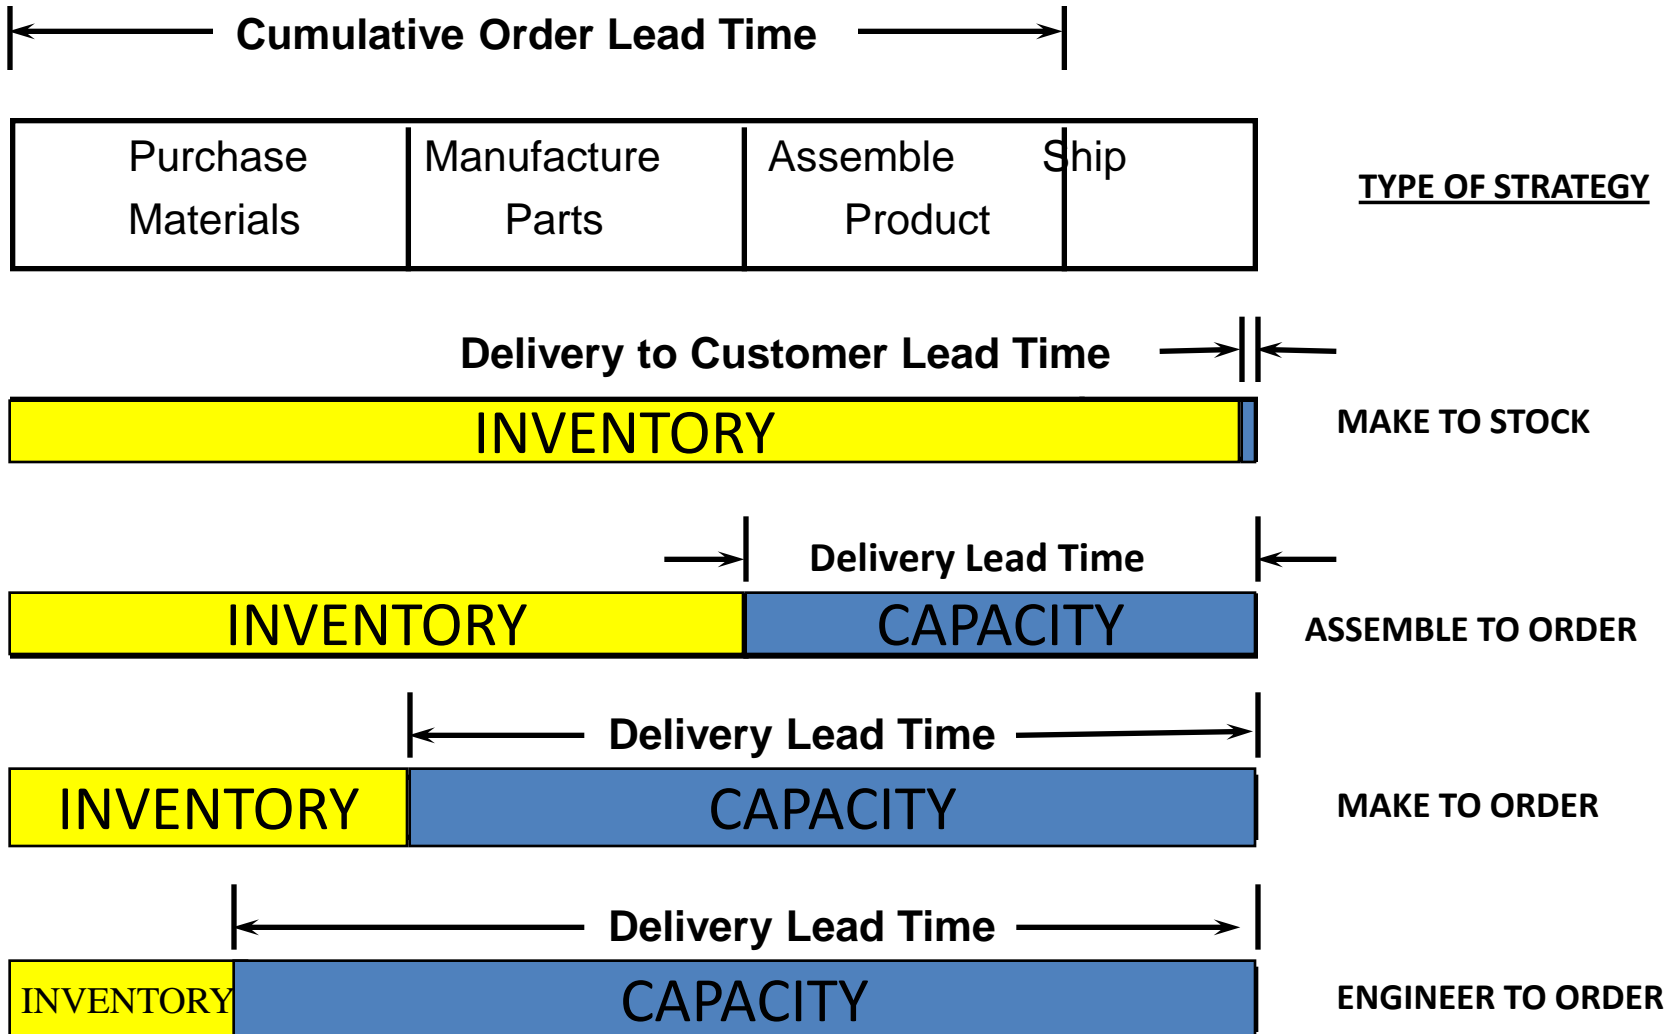 Cumulative Order Lead Time
Purchase Manufacture Assemble Ship
Materials Parts Product
TYPE OF STRATEGY
Delivery to Customer Lead Time
INVENTORY
MAKE TO STOCK
Delivery Lead Time
INVENTORY CAPACITY
ASSEMBLE TO ORDER
Delivery Lead Time
INVENTORY CAPACITY
MAKE TO ORDER
Delivery Lead Time
INVENTORY CAPACITY
ENGINEER TO ORDER